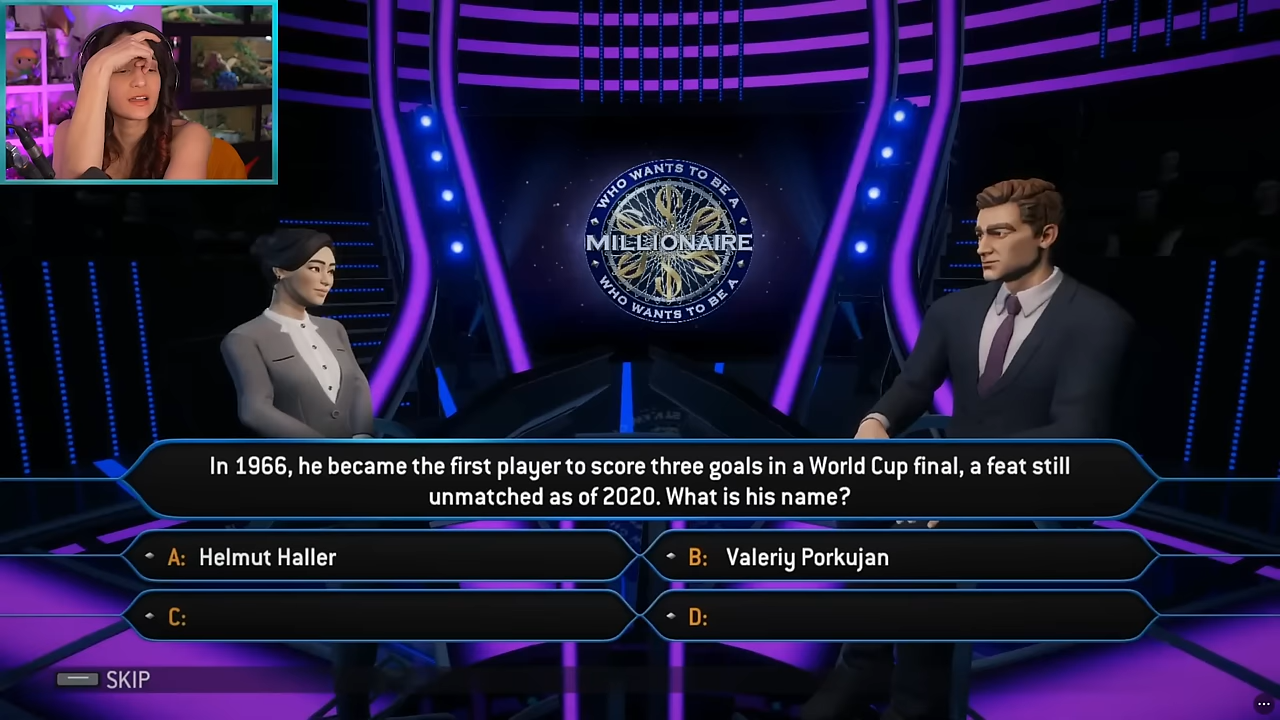 WHO WANTS TO BE A
MILLIONAIRE
WHO WANTS TO BE A
In 1966, he became the first player to score three goals in a World Cup final, a feat still
unmatched as of 2020. What is his name?
A: Helmut Haller
B: Valeriy Porkujan
C:
D:
SKIP